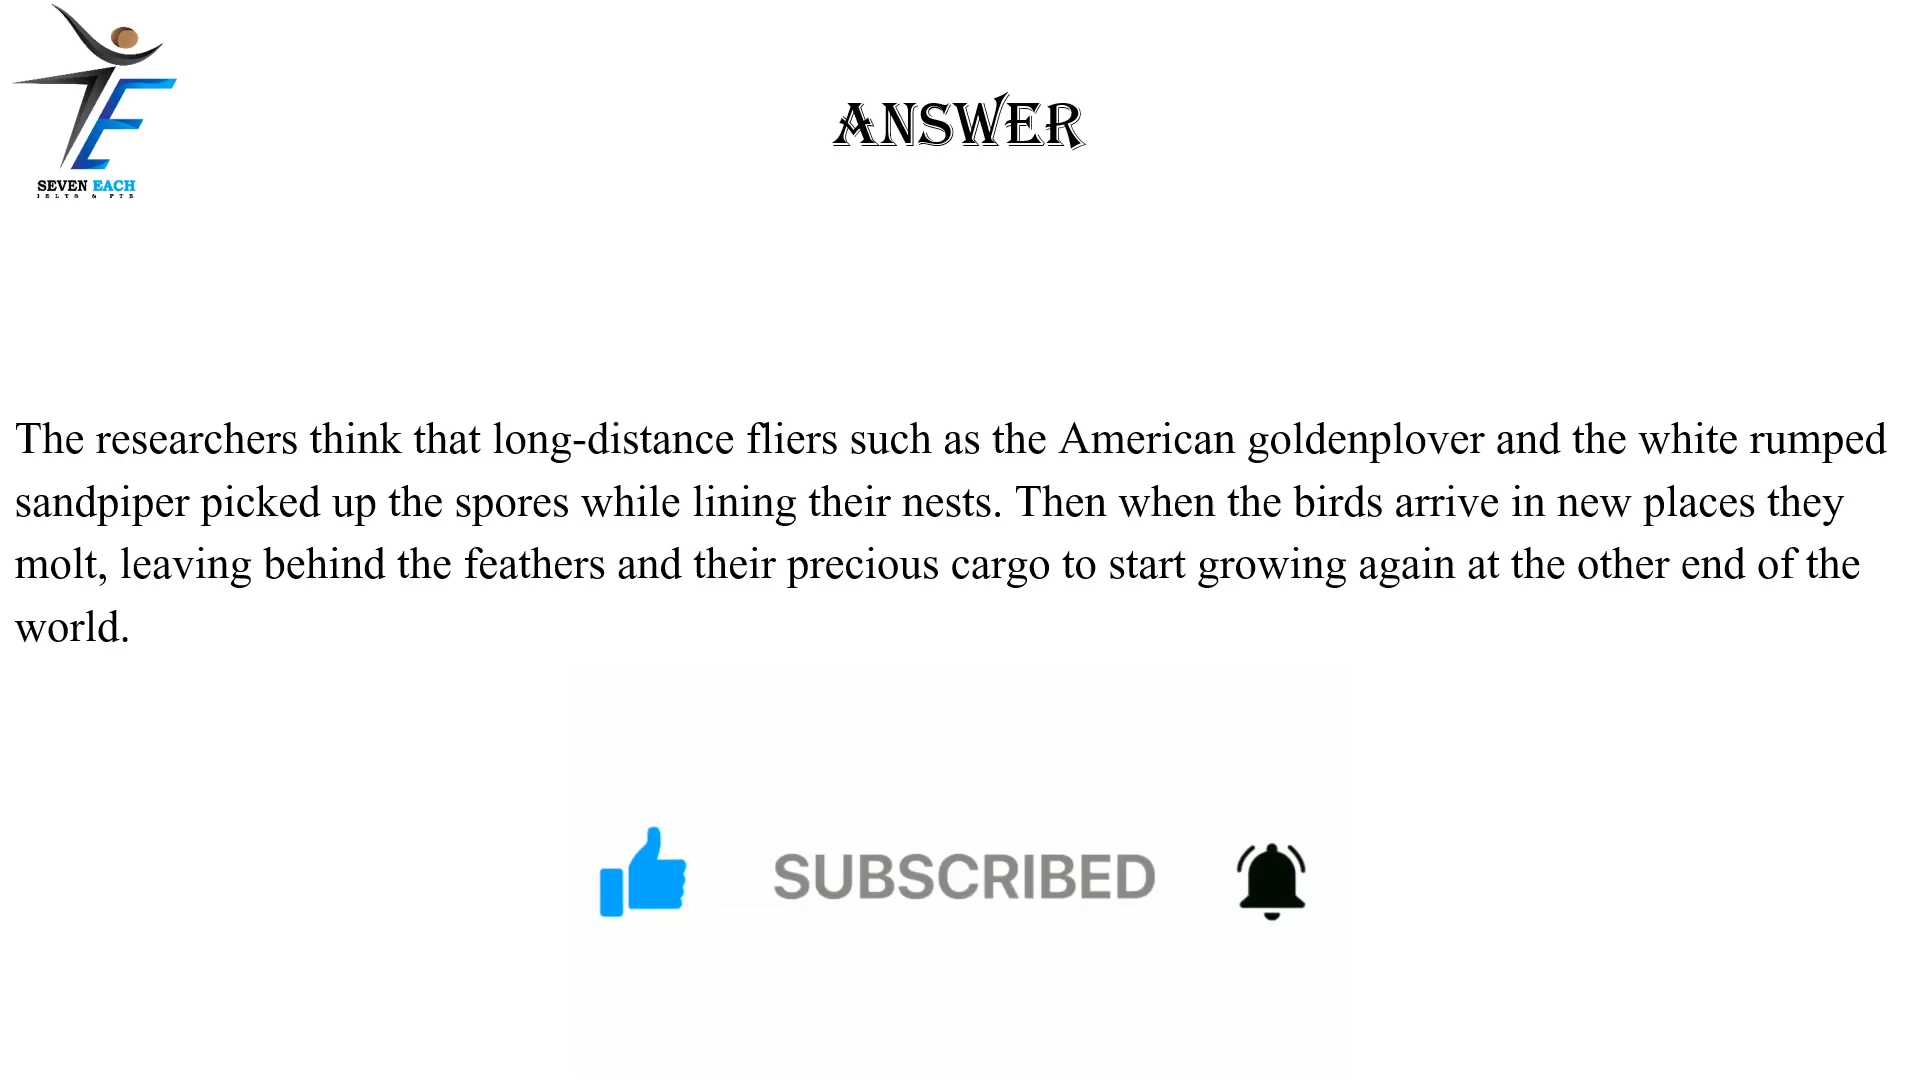 ANSWER
SEVEN EACH
IELTS & PTE
The researchers think that long-distance fliers such as the American goldenplover and the white rumped
sandpiper picked up the spores while lining their nests. Then when the birds arrive in new places they
molt, leaving behind the feathers and their precious cargo to start growing again at the other end of the
world.
SUBSCRIBED